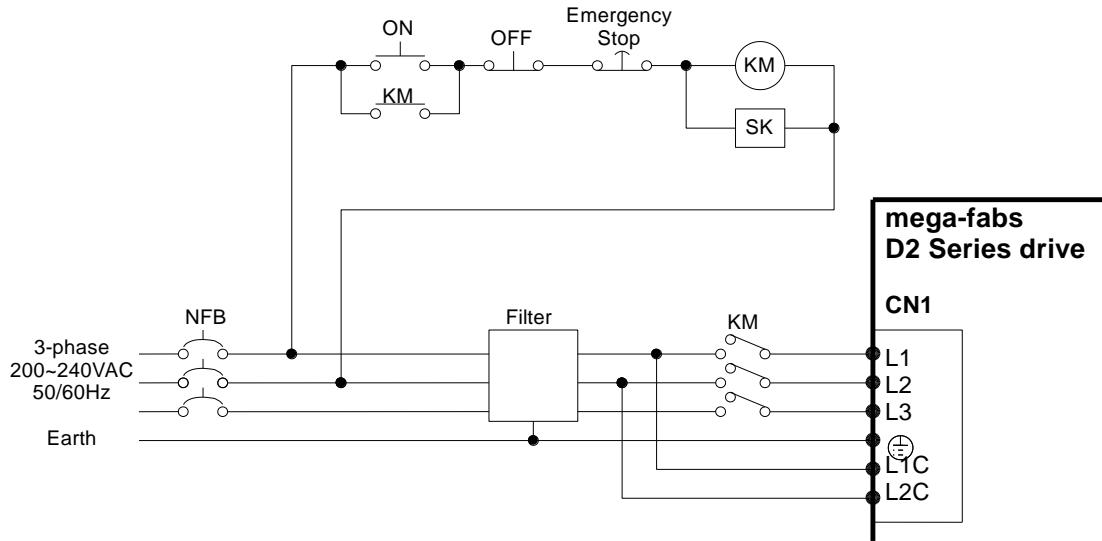 Emergency
Stop
ON
OFF
KM
KM
SK
mega-fabs
D2 Series drive
CN1
NFB
Filter
KM
3-phase
200~240VAC
50/60Hz
Earth
L1
L2
L3
L1C
L2C